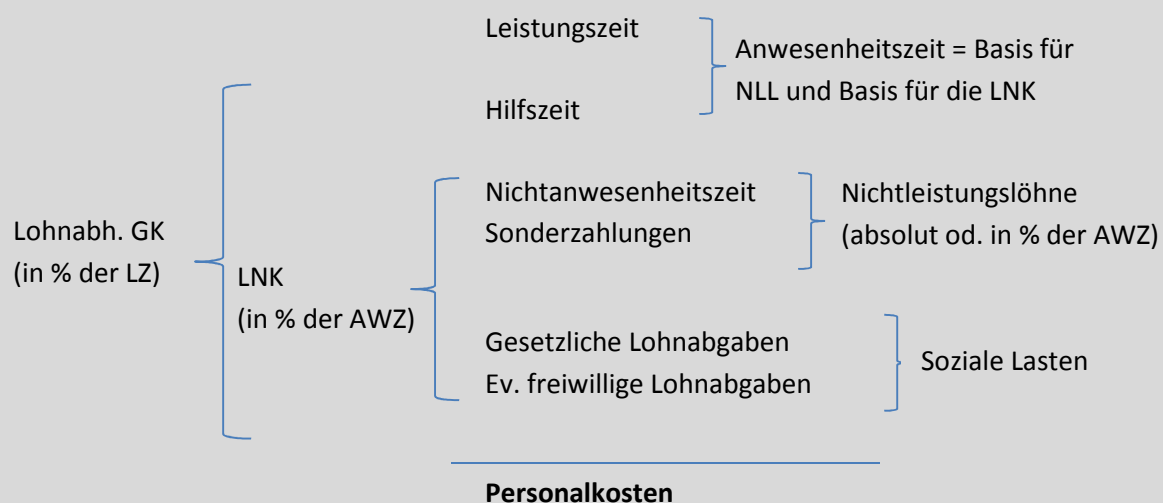 Leistungszeit
Anwesenheitszeit = Basis für
NLL und Basis für die LNK
Hilfszeit
Nichtanwesenheitszeit
Sonderzahlungen
Nichtleistungslöhne
(absolut od. in % der AWZ)
Lohnabh. GK
(in % der LZ)
LNK
(in % der AWZ)
Gesetzliche Lohnabgaben
Ev. freiwillige Lohnabgaben
Soziale Lasten
Personalkosten